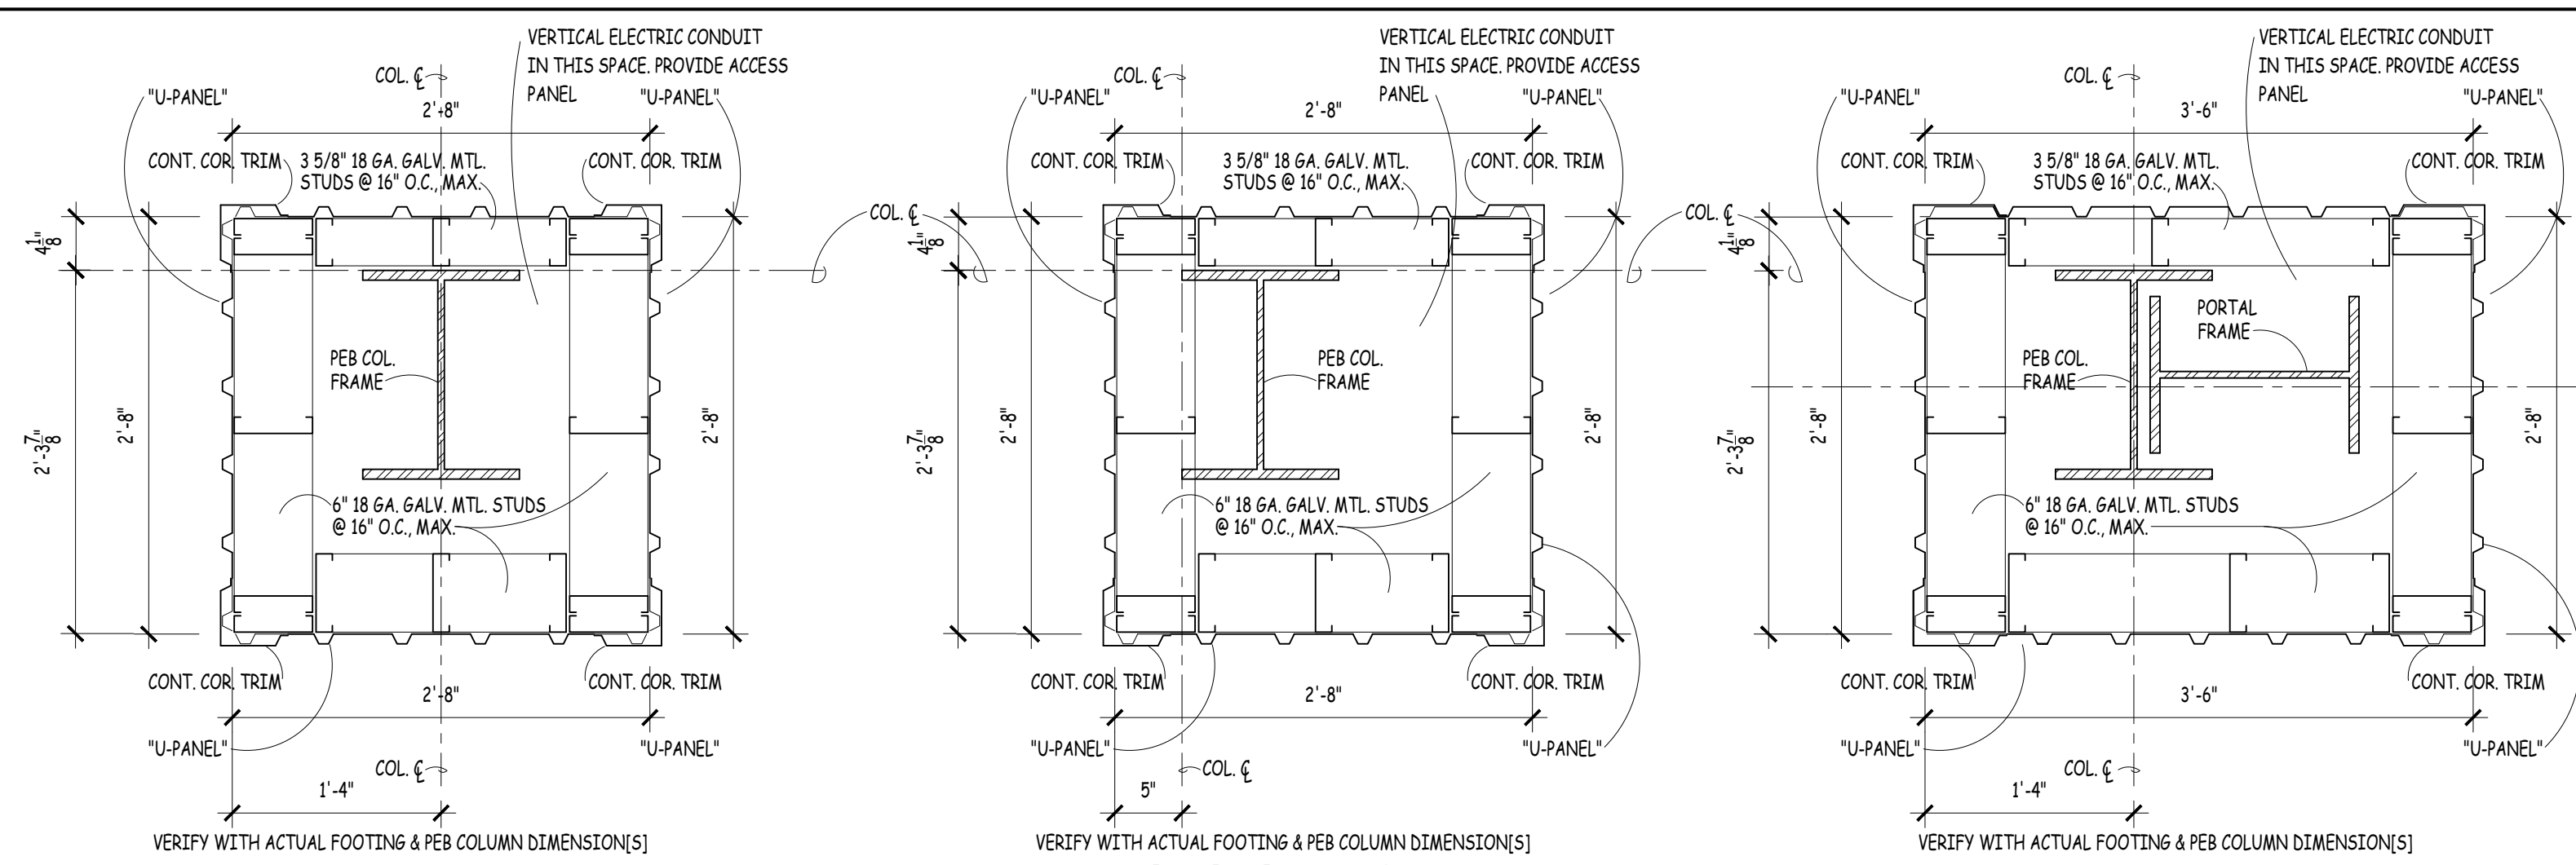 VERTICAL ELECTRIC CONDUIT
IN THIS SPACE. PROVIDE ACCESS
PANEL
COL. ℄
"U-PANEL"
"U-PANEL"
2'-8"
CONT. COR. TRIM
3 5/8" 18 GA. GALV. MTL.
STUDS @ 16" O.C., MAX.
CONT. COR. TRIM
COL. ℄
4 1/8"
2'-3 7/8"
2'-8"
2'-8"
PEB COL.
FRAME
6" 18 GA. GALV. MTL. STUDS
@ 16" O.C., MAX.
CONT. COR. TRIM
CONT. COR. TRIM
2'-8"
"U-PANEL"
"U-PANEL"
COL. ℄
1'-4"
VERIFY WITH ACTUAL FOOTING & PEB COLUMN DIMENSION[S]
VERTICAL ELECTRIC CONDUIT
IN THIS SPACE. PROVIDE ACCESS
PANEL
COL. ℄
"U-PANEL"
"U-PANEL"
2'-8"
CONT. COR. TRIM
3 5/8" 18 GA. GALV. MTL.
STUDS @ 16" O.C., MAX.
CONT. COR. TRIM
COL. ℄
4 1/8"
2'-3 7/8"
2'-8"
2'-8"
PEB COL.
FRAME
6" 18 GA. GALV. MTL. STUDS
@ 16" O.C., MAX.
CONT. COR. TRIM
CONT. COR. TRIM
2'-8"
"U-PANEL"
"U-PANEL"
COL. ℄
5"
VERIFY WITH ACTUAL FOOTING & PEB COLUMN DIMENSION[S]
VERTICAL ELECTRIC CONDUIT
IN THIS SPACE. PROVIDE ACCESS
PANEL
COL. ℄
"U-PANEL"
"U-PANEL"
3'-6"
CONT. COR. TRIM
3 5/8" 18 GA. GALV. MTL.
STUDS @ 16" O.C., MAX.
CONT. COR. TRIM
4 1/8"
2'-3 7/8"
2'-8"
2'-8"
PORTAL
FRAME
PEB COL.
FRAME
6" 18 GA. GALV. MTL. STUDS
@ 16" O.C., MAX.
CONT. COR. TRIM
CONT. COR. TRIM
3'-6"
"U-PANEL"
"U-PANEL"
COL. ℄
1'-4"
VERIFY WITH ACTUAL FOOTING & PEB COLUMN DIMENSION[S]